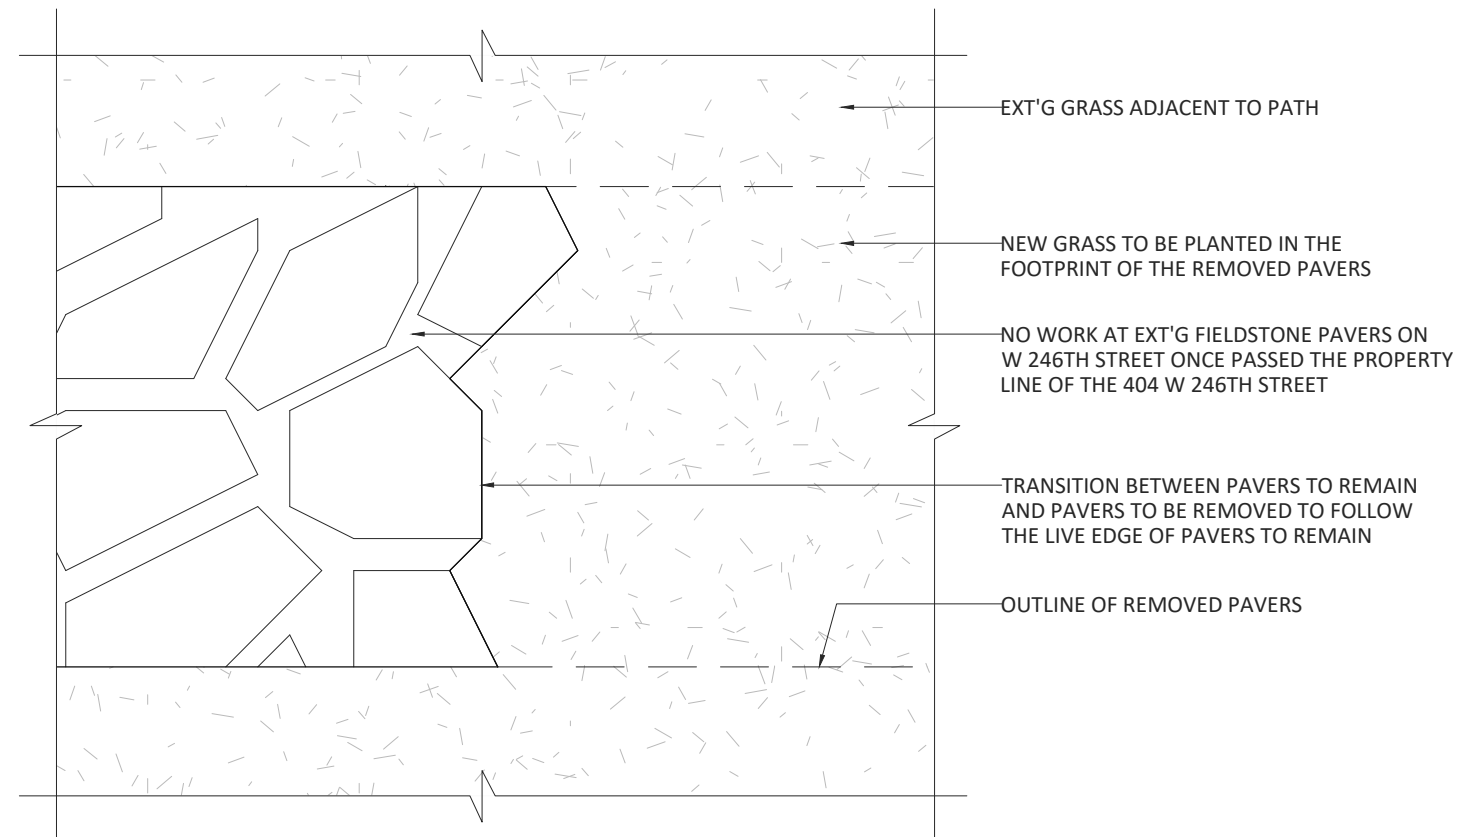 EXT'G GRASS ADJACENT TO PATH
NEW GRASS TO BE PLANTED IN THE
FOOTPRINT OF THE REMOVED PAVERS
NO WORK AT EXT'G FIELDSTONE PAVERS ON
W 246TH STREET ONCE PASSED THE PROPERTY
LINE OF THE 404 W 246TH STREET
TRANSITION BETWEEN PAVERS TO REMAIN
AND PAVERS TO BE REMOVED TO FOLLOW
THE LIVE EDGE OF PAVERS TO REMAIN
OUTLINE OF REMOVED PAVERS